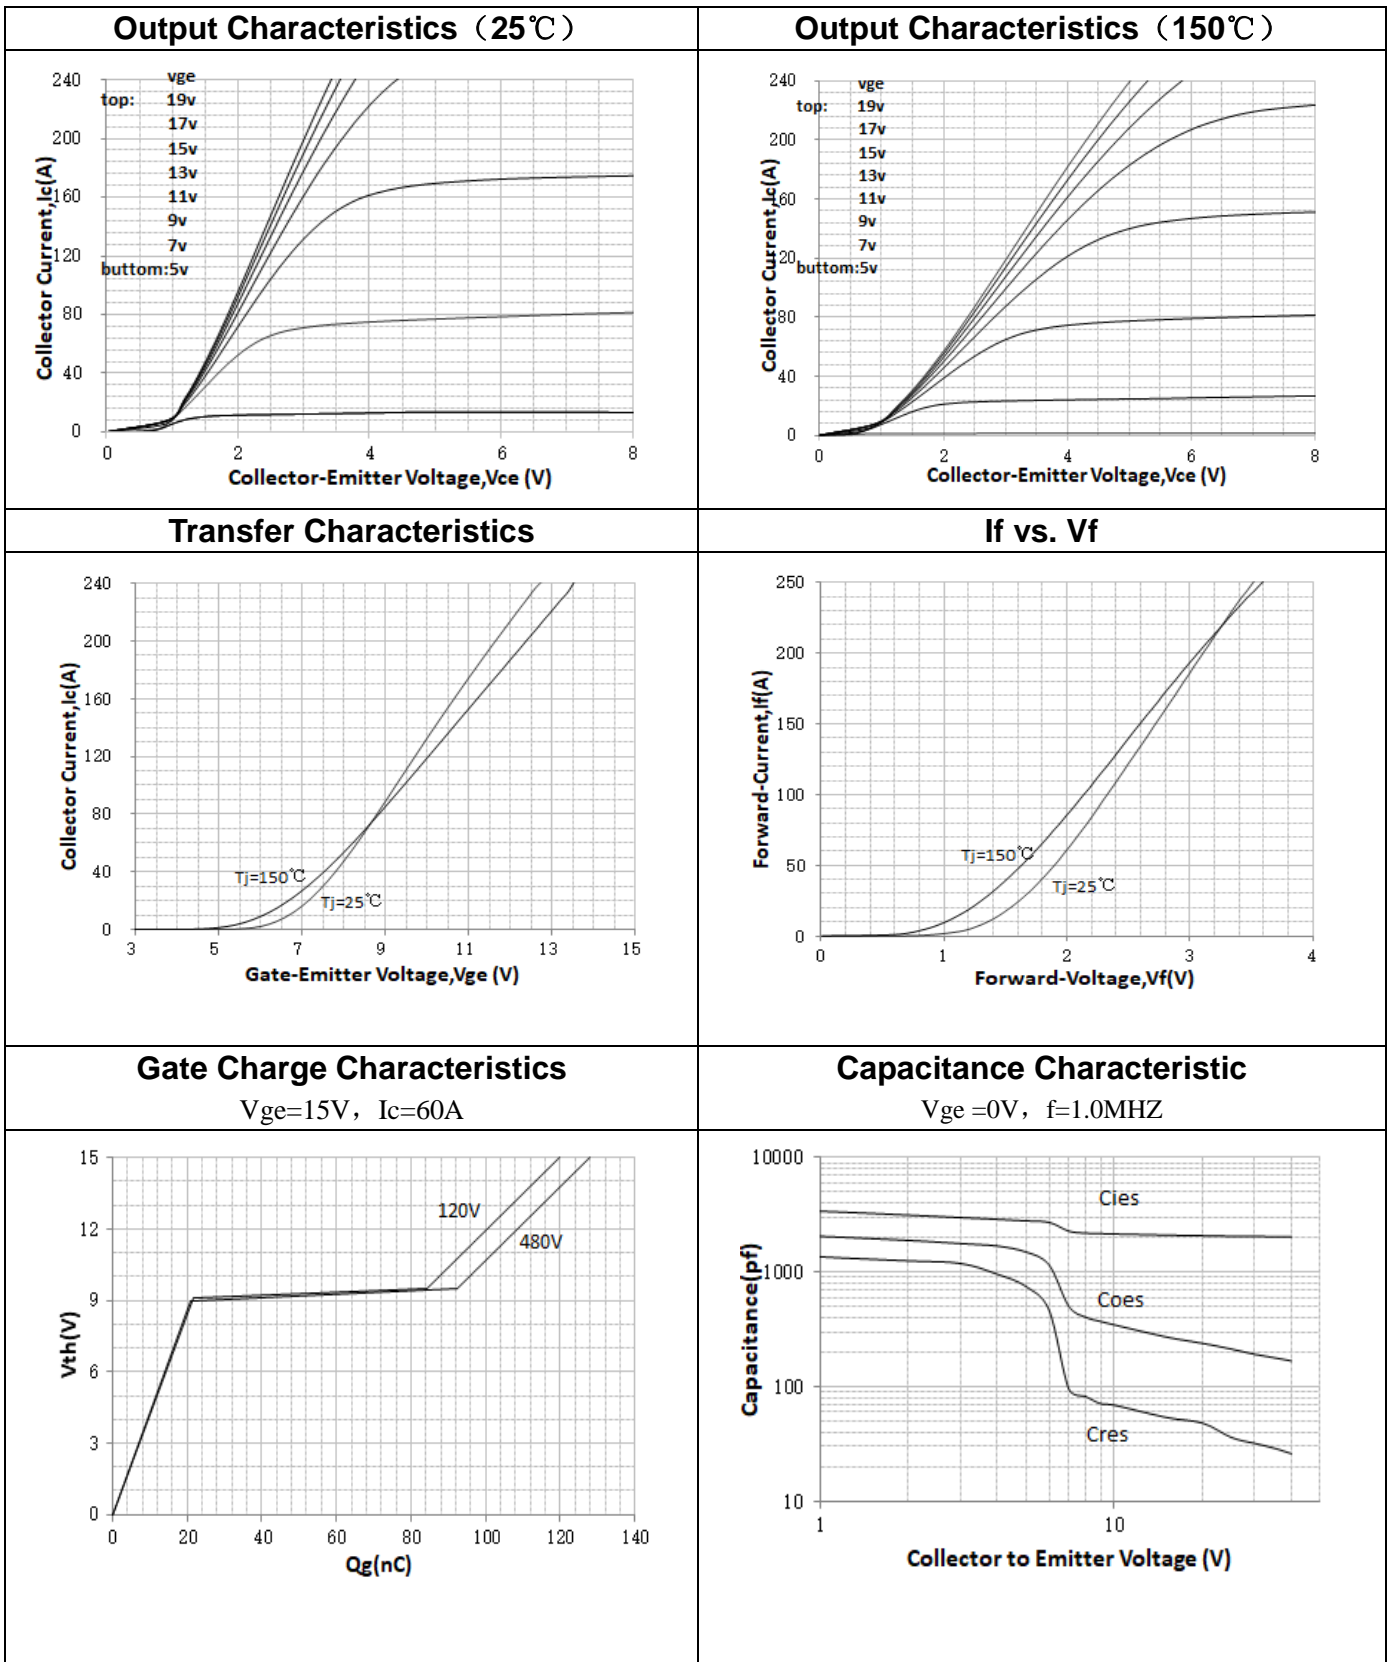 Output Characteristics（25℃）
240
200
160
120
80
40
0
vge
top: 19v
17v
15v
13v
11v
9v
7v
buttom:5v
Collector Current,Ic(A)
0 2 4 6 8
Collector-Emitter Voltage,Vce (V)
Output Characteristics（150℃）
240
200
160
120
80
40
0
vge
top: 19v
17v
15v
13v
11v
9v
7v
buttom:5v
Collector Current,Ic(A)
0 2 4 6 8
Collector-Emitter Voltage,Vce (V)
Transfer Characteristics
240
200
160
120
80
40
0
Collector Current,Ic(A)
Tj=150℃
Tj=25℃
3 5 7 9 11 13 15
Gate-Emitter Voltage,Vge (V)
If vs. Vf
250
200
150
100
50
0
Forward-Current,If(A)
Tj=150℃
Tj=25℃
0 1 2 3 4
Forward-Voltage,Vf(V)
Gate Charge Characteristics
Vge=15V，Ic=60A
15
12
9
6
3
0
Vth(V)
120V
480V
0 20 40 60 80 100 120 140
Qg(nC)
Capacitance Characteristic
Vge =0V，f=1.0MHZ
10000
1000
100
10
Capacitance(pf)
Cies
Coes
Cres
1 10
Collector to Emitter Voltage (V)